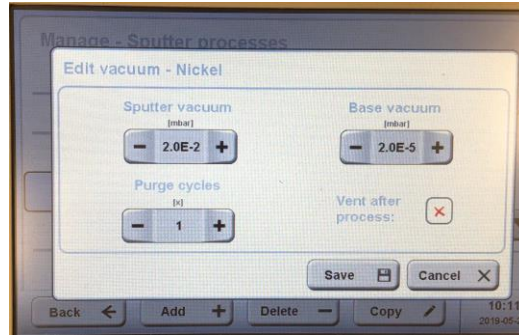 Manage - Sputter processes
Edit vacuum - Nickel
Sputter vacuum
[mbar]
− 2.0E-2 +
Base vacuum
[mbar]
− 2.0E-5 +
Purge cycles
[x]
− 1 +
Vent after
process:
Save
Cancel
Back
Add +
Delete −
Copy
10:11